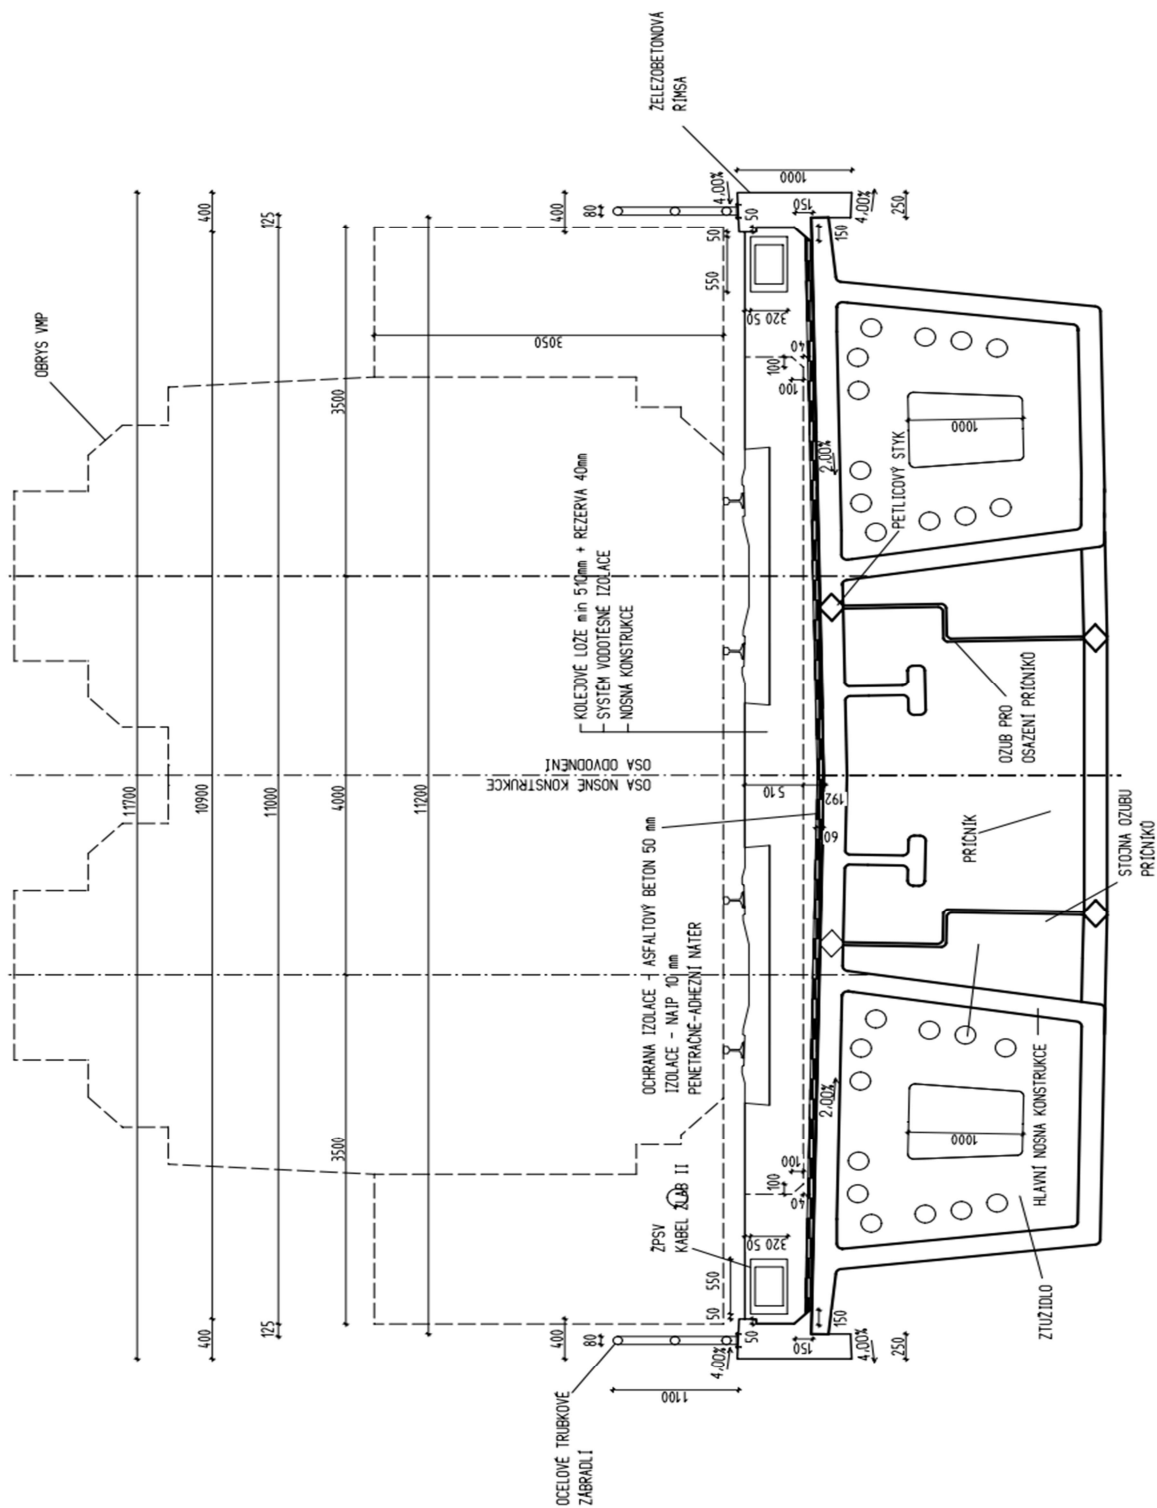 OBRYS VMP
11700
400
10900
400
125
11000
125
3500
4000
3500
11200
3050
OCELOVÉ TRUBKOVÉ
ZÁBRADLÍ
ŽELEZOBETONOVÁ
ŘÍMSA
400
80
1100
400
80
1000
OSA NOSNÉ KONSTRUKCE
OSA ODVODNĚNÍ
KOLEJOVÉ LOŽE min 510mm + REZERVA 40mm
SYSTÉM VODOTĚSNÉ IZOLACE
NOSNÁ KONSTRUKCE
OCHRANA IZOLACE - ASFALTOVÝ BETON 50 mm
IZOLACE - NAIP 10 mm
PENETRAČNĚ-ADHEZNÍ NÁTĚR
ŽPSV
KABEL ŽLAB II
4,00%
50
550
50
320 50
100
100
40
510
192
60
550
50
4,00%
50
320 50
100
100
40
150
150
4,00%
250
2,00%
2,00%
150
150
4,00%
250
1000
1000
PETLICOVÝ STYK
OZUB PRO
OSAZENÍ PŘÍČNÍKŮ
PŘÍČNÍK
STOJNA OZUBU
PŘÍČNÍKŮ
HLAVNÍ NOSNÁ KONSTRUKCE
ZTUŽIDLO